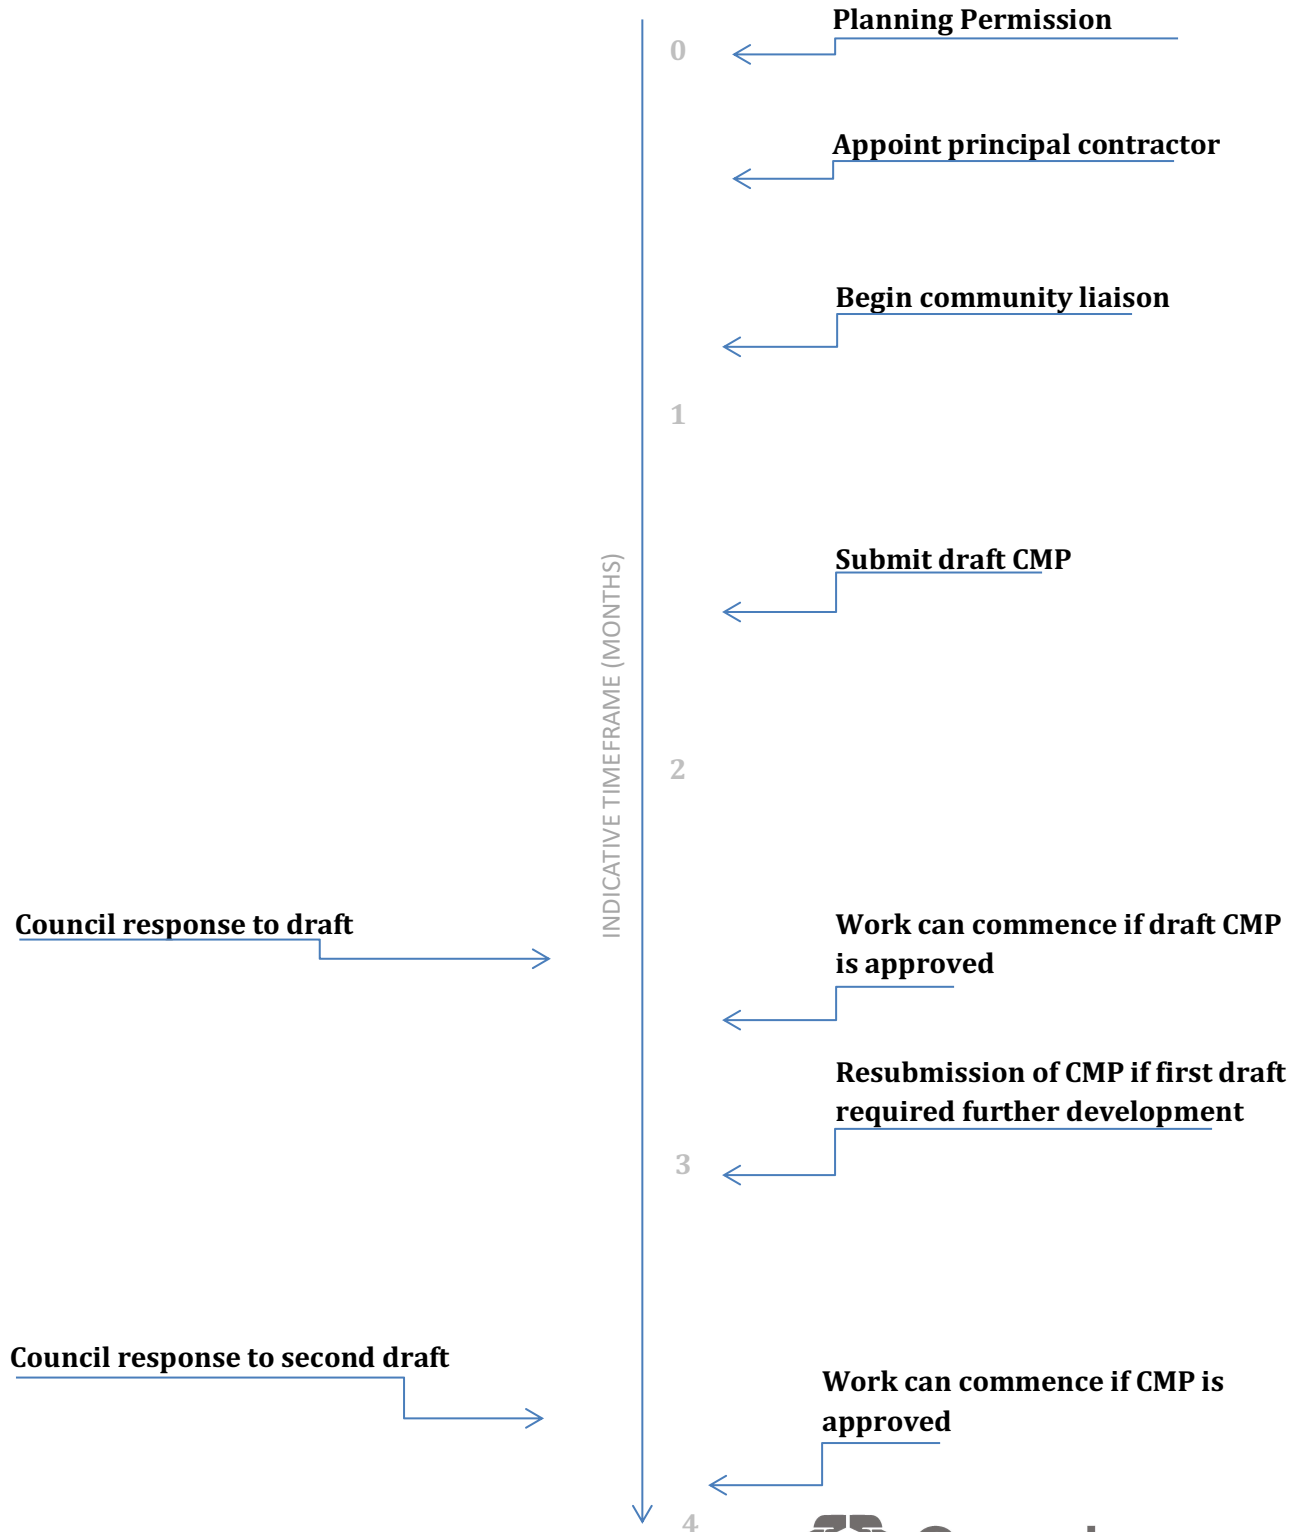 Planning Permission
0
Appoint principal contractor
Begin community liaison
1
Submit draft CMP
INDICATIVE TIMEFRAME (MONTHS)
2
Council response to draft
Work can commence if draft CMP
is approved
Resubmission of CMP if first draft
required further development
3
Council response to second draft
Work can commence if CMP is
approved
4